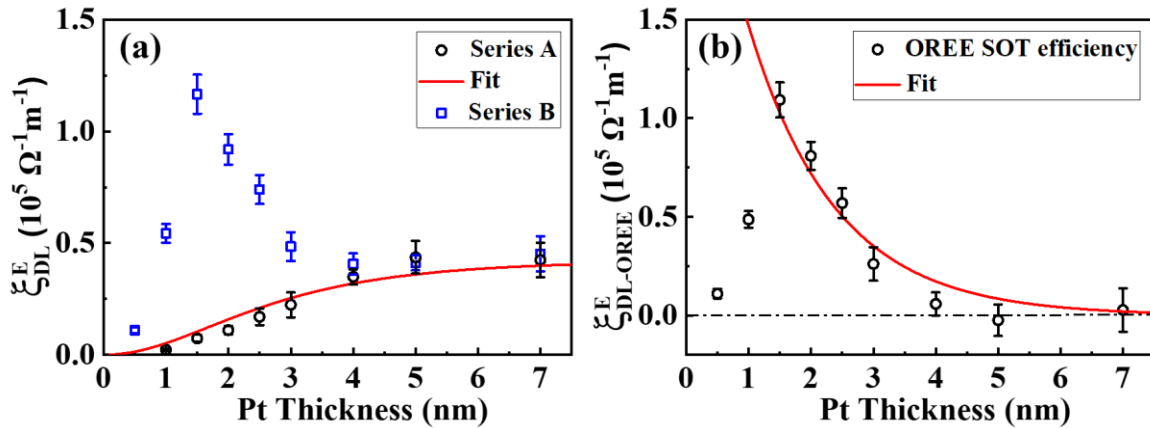 (a)
Series A
Fit
Series B
ξ^E_DL (10^5 Ω^-1m^-1)
1.5
1.0
0.5
0.0
0 1 2 3 4 5 6 7
Pt Thickness (nm)
(b)
OREE SOT efficiency
Fit
ξ^E_DL-OREE (10^5 Ω^-1m^-1)
1.5
1.0
0.5
0.0
0 1 2 3 4 5 6 7
Pt Thickness (nm)